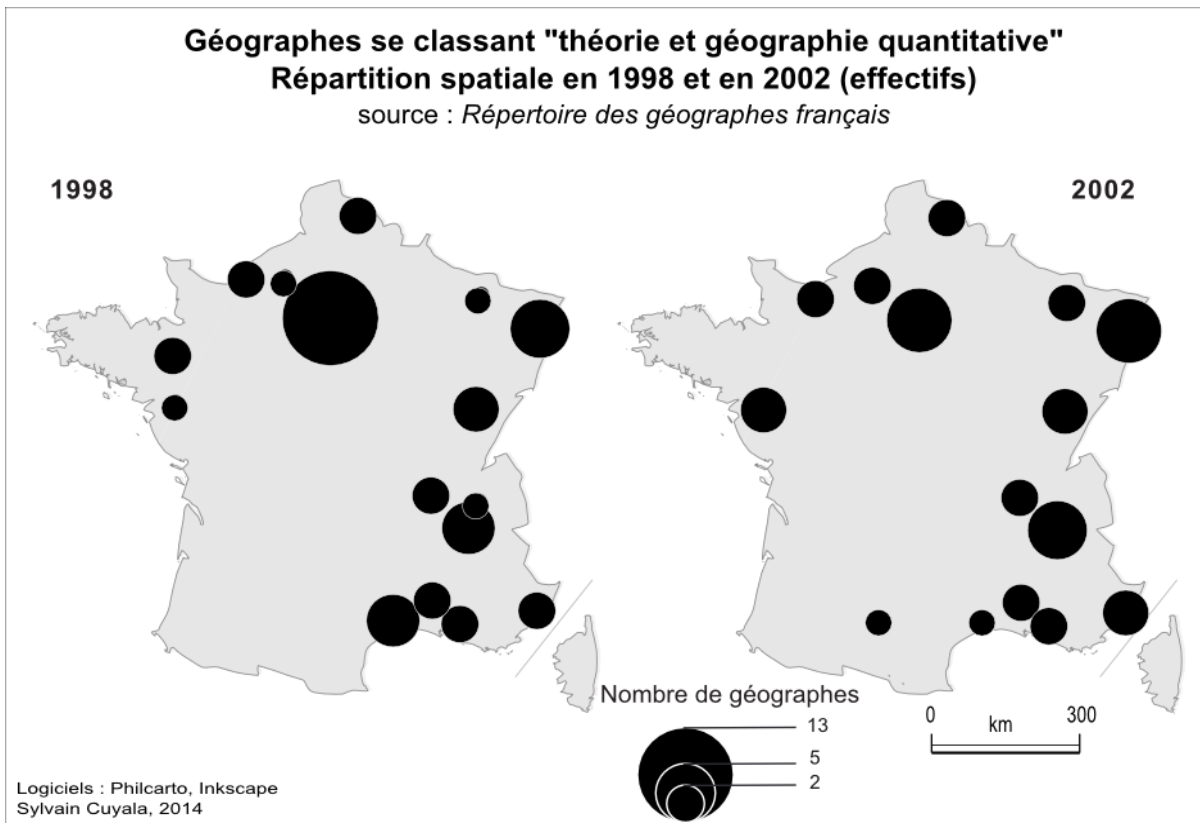 Géographes se classant "théorie et géographie quantitative"
Répartition spatiale en 1998 et en 2002 (effectifs)
source : Répertoire des géographes français
1998
2002
Nombre de géographes
13
5
2
0 km 300
Logiciels : Philcarto, Inkscape
Sylvain Cuyala, 2014